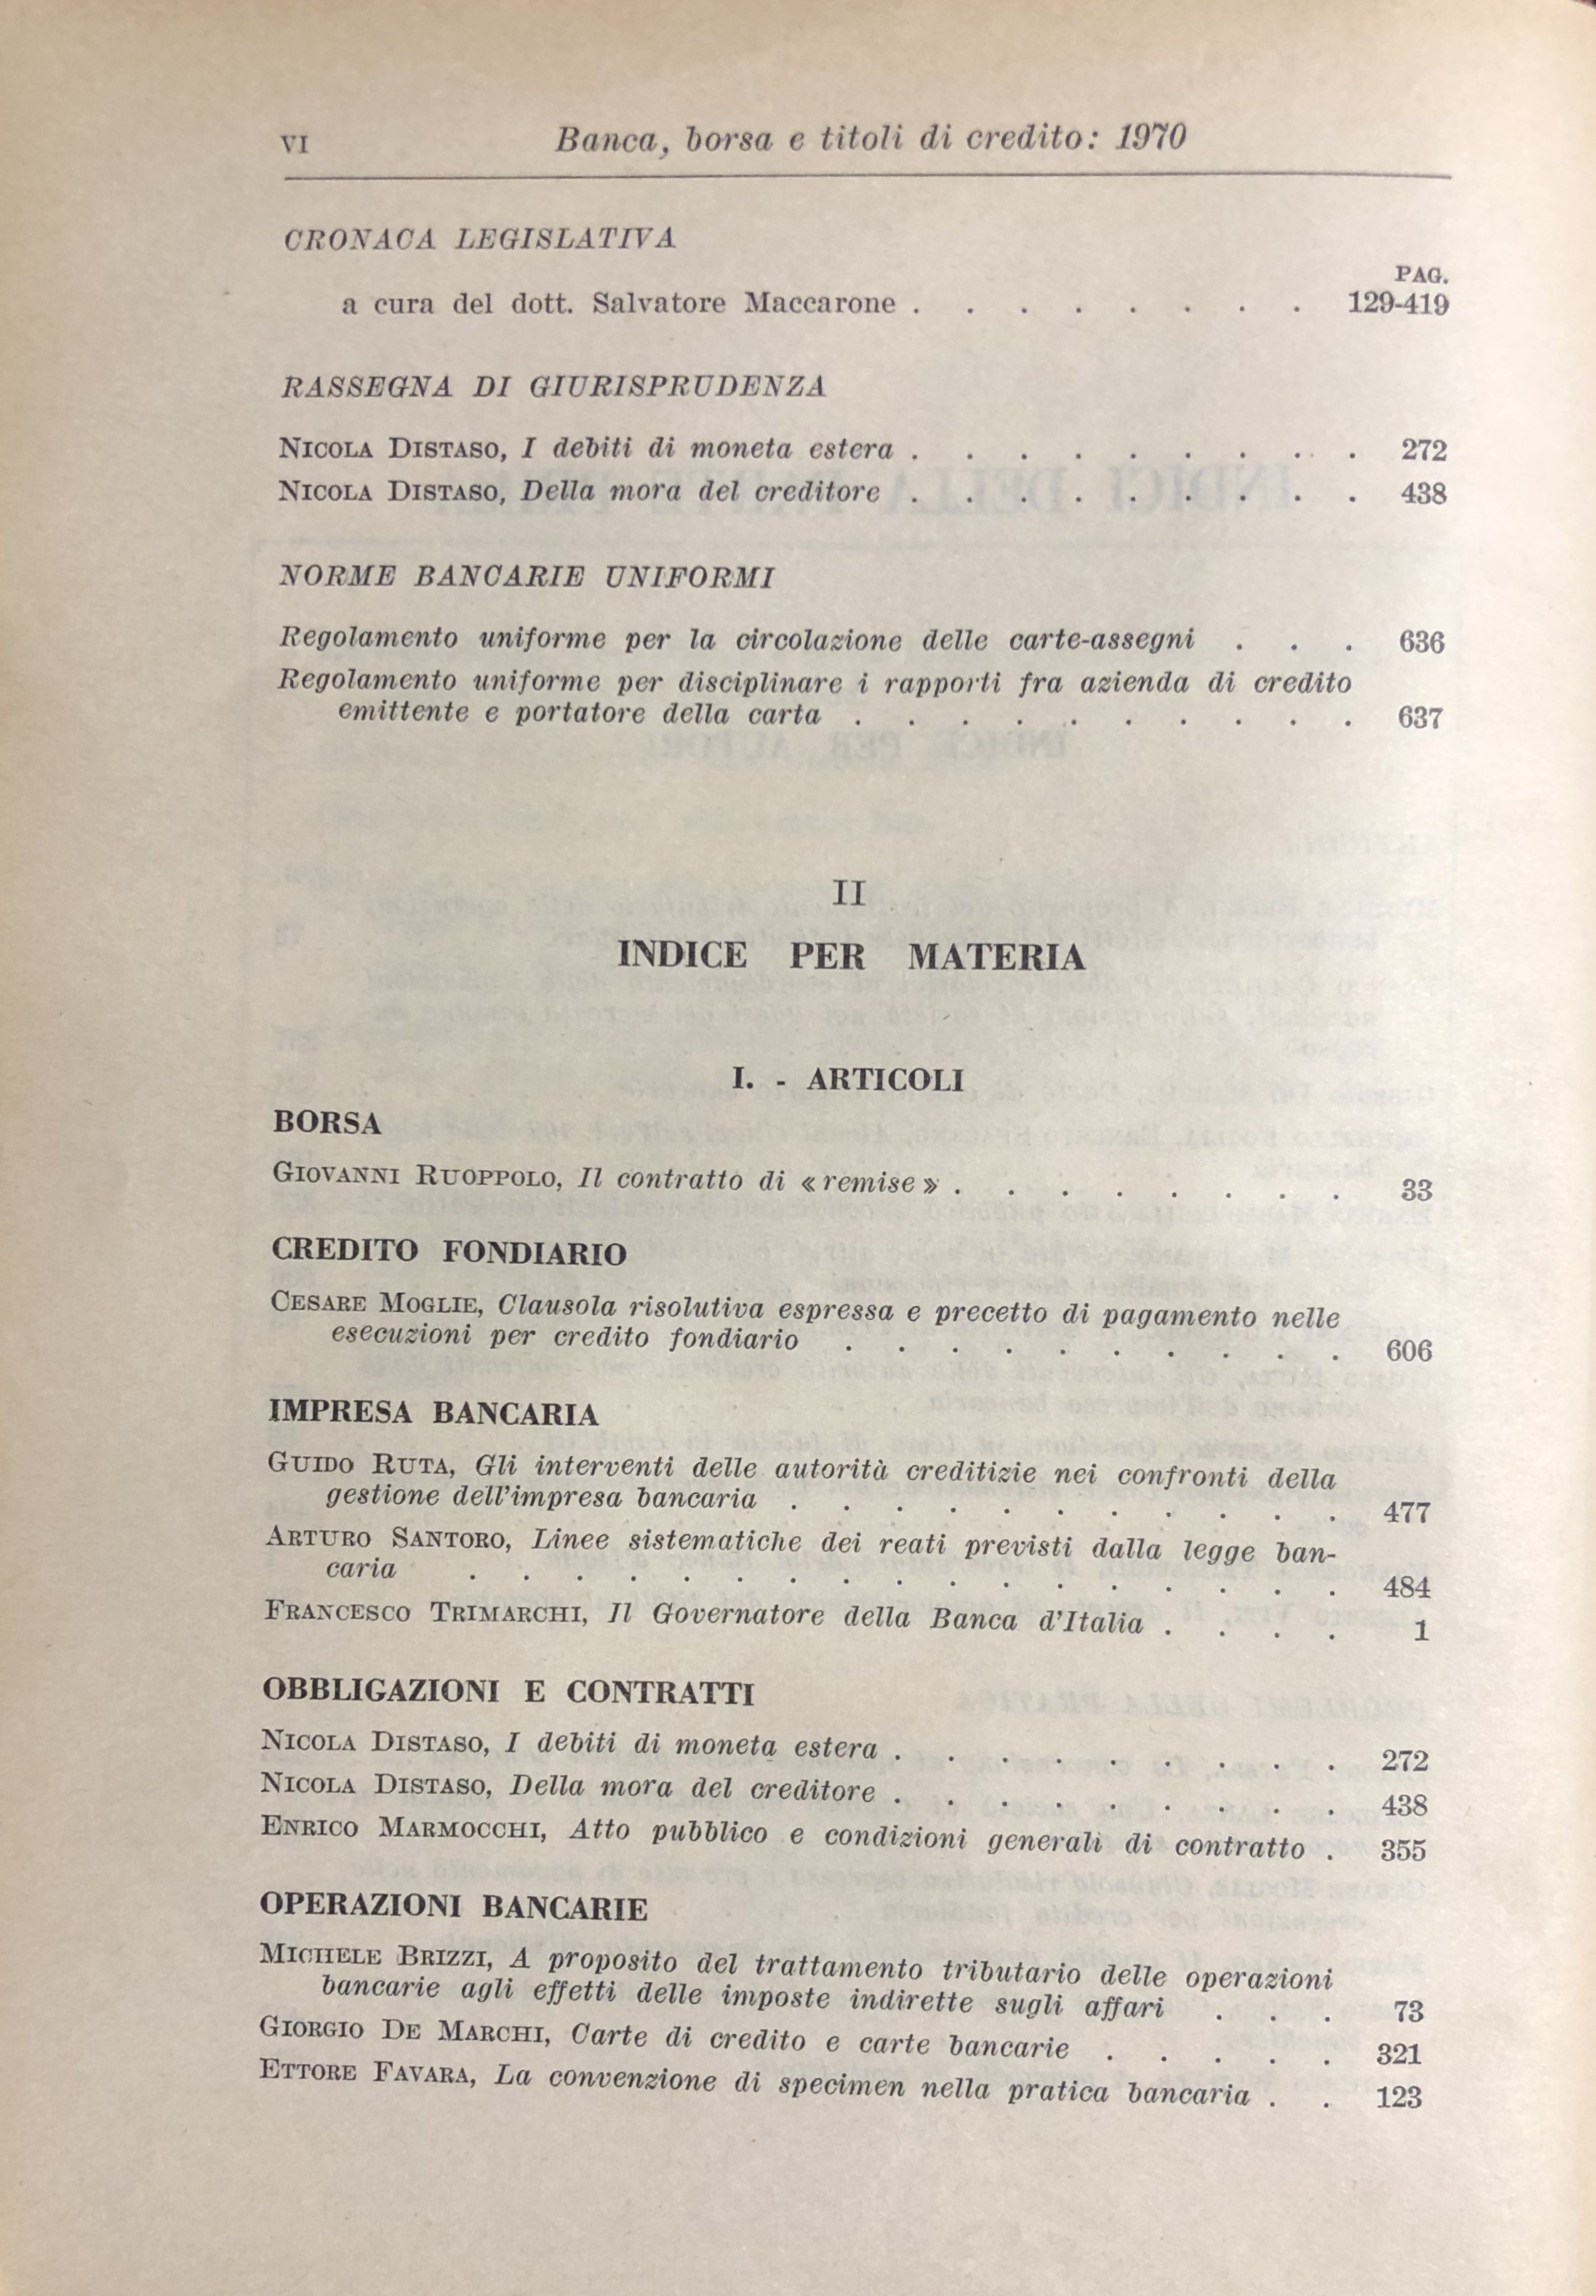 VI Banca, borsa e titoli di credito: 1970
CRONACA LEGISLATIVA
PAG.
a cura del dott. Salvatore Maccarone . . . . . . . . 129-419
RASSEGNA DI GIURISPRUDENZA
NICOLA DISTASO, I debiti di moneta estera . . . . . . . . . 272
NICOLA DISTASO, Della mora del creditore . . . . . . . . . 438
NORME BANCARIE UNIFORMI
Regolamento uniforme per la circolazione delle carte-assegni . . . 636
Regolamento uniforme per disciplinare i rapporti fra azienda di credito
emittente e portatore della carta . . . . . . . . . . 637
II
INDICE PER MATERIA
I. - ARTICOLI
BORSA
GIOVANNI RUOPPOLO, Il contratto di « remise » . . . . . . . . 33
CREDITO FONDIARIO
CESARE MOGLIE, Clausola risolutiva espressa e precetto di pagamento nelle
esecuzioni per credito fondiario . . . . . . . . . . 606
IMPRESA BANCARIA
GUIDO RUTA, Gli interventi delle autorità creditizie nei confronti della
gestione dell'impresa bancaria . . . . . . . . . . . 477
ARTURO SANTORO, Linee sistematiche dei reati previsti dalla legge ban-
caria . . . . . . . . . . . . . . . . . 484
FRANCESCO TRIMARCHI, Il Governatore della Banca d'Italia . . . . 1
OBBLIGAZIONI E CONTRATTI
NICOLA DISTASO, I debiti di moneta estera . . . . . . . . . 272
NICOLA DISTASO, Della mora del creditore . . . . . . . . . 438
ENRICO MARMOCCHI, Atto pubblico e condizioni generali di contratto . 355
OPERAZIONI BANCARIE
MICHELE BRIZZI, A proposito del trattamento tributario delle operazioni
bancarie agli effetti delle imposte indirette sugli affari . . . 73
GIORGIO DE MARCHI, Carte di credito e carte bancarie . . . . . 321
ETTORE FAVARA, La convenzione di specimen nella pratica bancaria . . 123